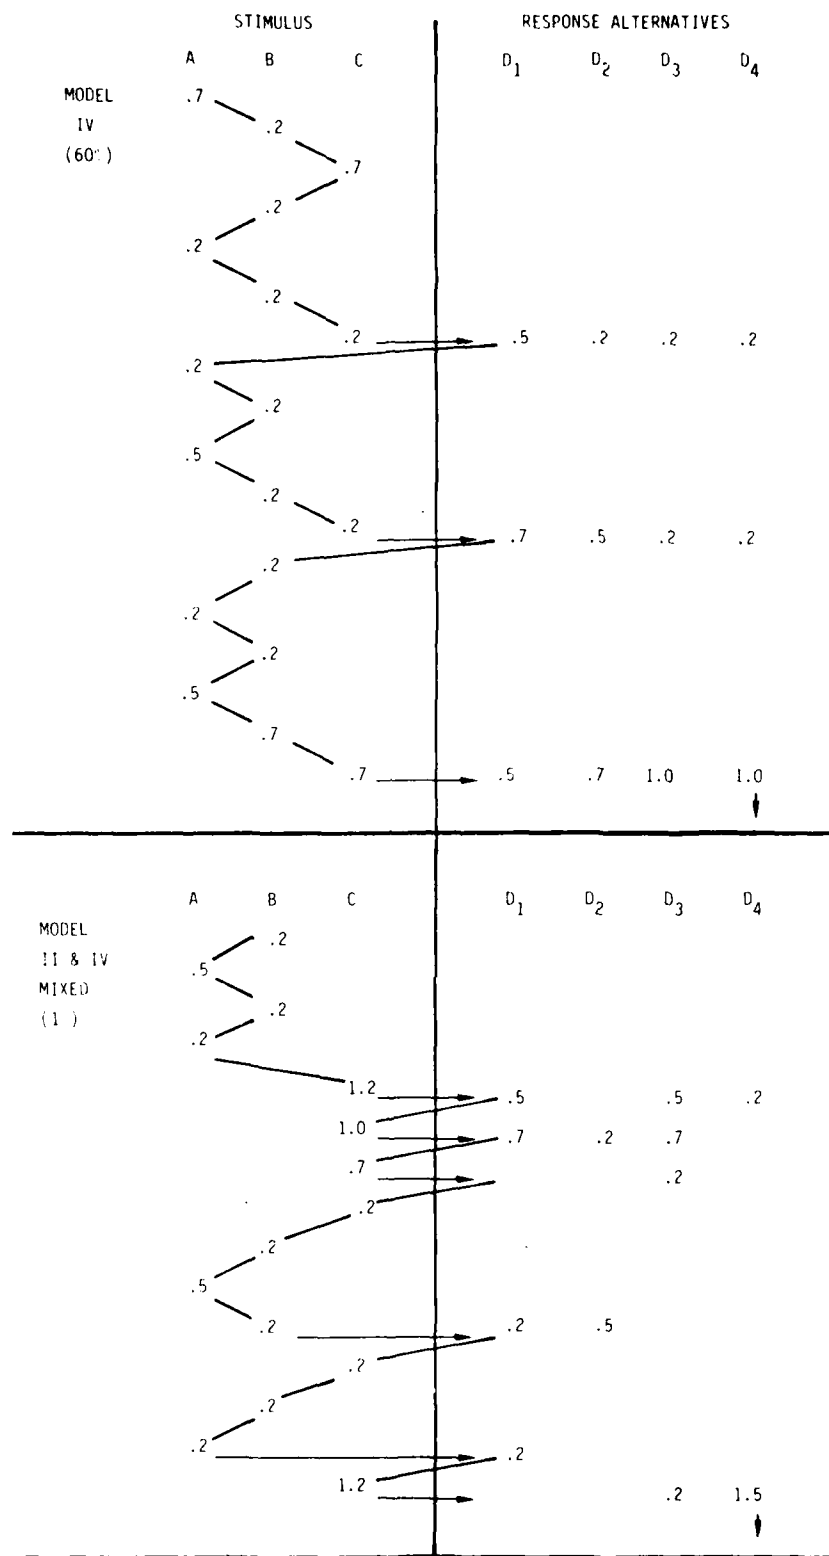 STIMULUS RESPONSE ALTERNATIVES
A B C D1 D2 D3 D4
MODEL .7
IV .2
(60%) .7
.2
.2
.2
.2 .5 .2 .2 .2
.2
.2
.5
.2
.2 .7 .5 .2 .2
.2
.2
.2
.5
.7
.7 .5 .7 1.0 1.0
A B C D1 D2 D3 D4
MODEL .2
II & IV .5
MIXED .2
(1 ) .2
1.2 .5 .5 .2
1.0 .7 .2 .7
.7 .2
.2
.2
.5
.2 .2 .5
.2
.2
.2 .2
1.2 .2 1.5